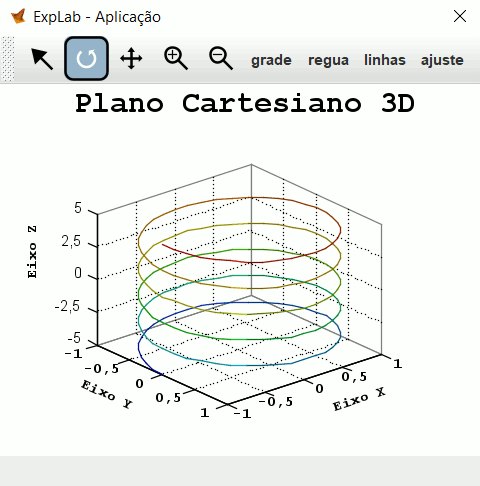 ExpLab - Aplicação
grade regua linhas ajuste
Plano Cartesiano 3D
Eixo Z
5
2,5
0
-2,5
-5
-1
-0,5
0
0,5
1
Eixo Y
-1
-0,5
0
0,5
1
Eixo X